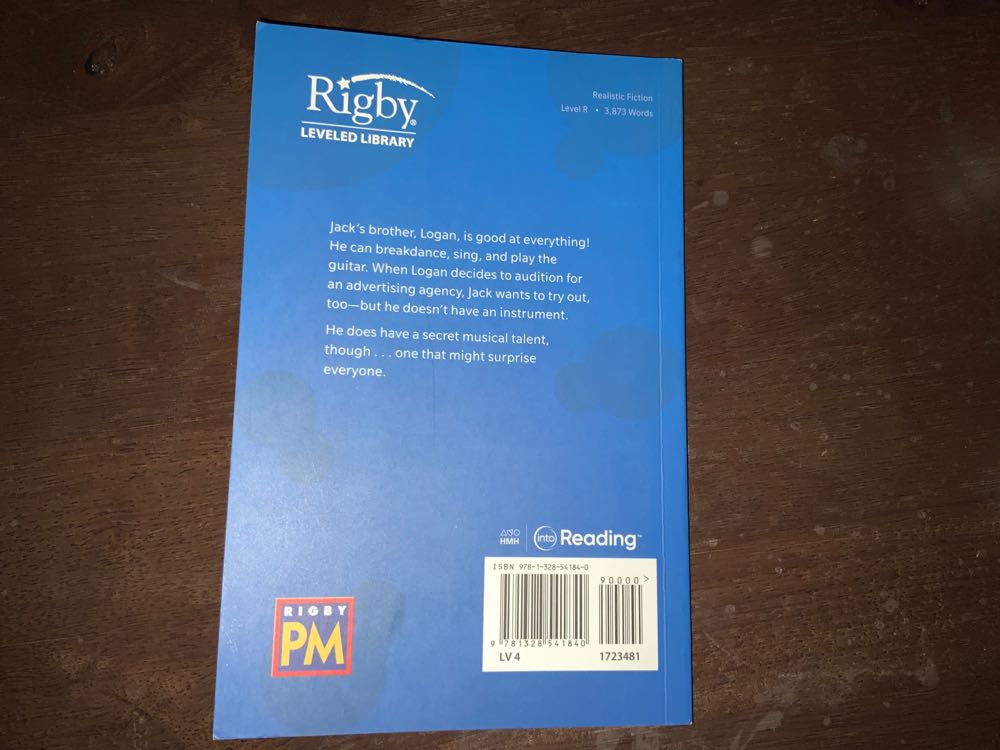 Rigby®
LEVELED LIBRARY
Realistic Fiction
Level R • 3,873 Words
Jack's brother, Logan, is good at everything!
He can breakdance, sing, and play the
guitar. When Logan decides to audition for
an advertising agency, Jack wants to try out,
too—but he doesn't have an instrument.
He does have a secret musical talent,
though . . . one that might surprise
everyone.
HMH
into Reading™
ISBN 978-1-328-54184-0
90000>
9 781328 541840
LV 4 1723481
RIGBY
PM